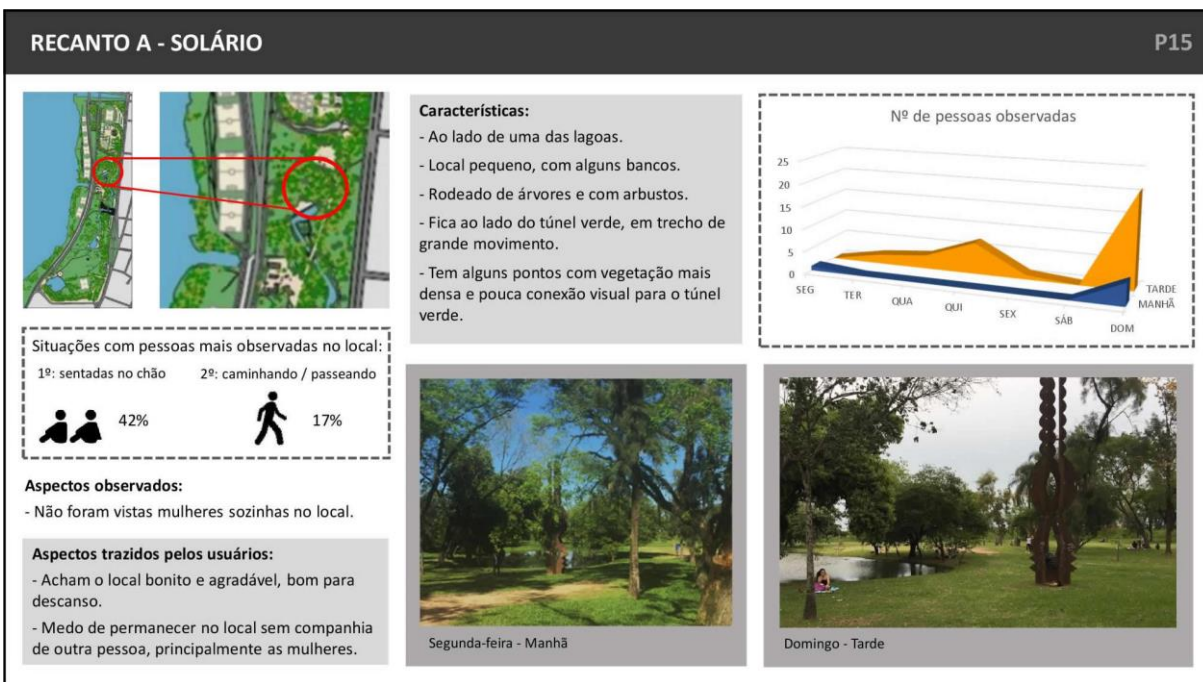 RECANTO A - SOLÁRIO
P15
Características:
- Ao lado de uma das lagoas.
- Local pequeno, com alguns bancos.
- Rodeado de árvores e com arbustos.
- Fica ao lado do túnel verde, em trecho de
grande movimento.
- Tem alguns pontos com vegetação mais
densa e pouca conexão visual para o túnel
verde.
Nº de pessoas observadas
25
20
15
10
5
0
SEG
TER
QUA
QUI
SEX
SÁB
DOM
TARDE
MANHÃ
Situações com pessoas mais observadas no local:
1º: sentadas no chão
2º: caminhando / passeando
42%
17%
Aspectos observados:
- Não foram vistas mulheres sozinhas no local.
Aspectos trazidos pelos usuários:
- Acham o local bonito e agradável, bom para
descanso.
- Medo de permanecer no local sem companhia
de outra pessoa, principalmente as mulheres.
Segunda-feira - Manhã
Domingo - Tarde